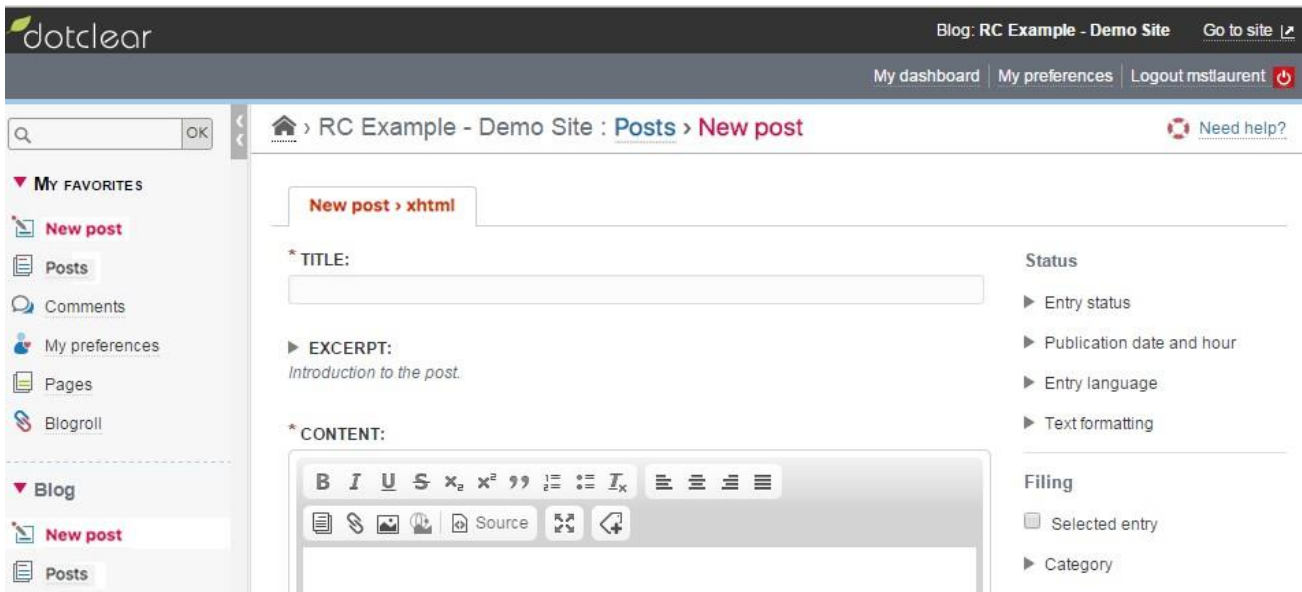 dotclear
Blog: RC Example - Demo Site Go to site
My dashboard My preferences Logout mstlaurent
OK
› RC Example - Demo Site : Posts › New post
Need help?
▼ MY FAVORITES
New post
Posts
Comments
My preferences
Pages
Blogroll
▼ Blog
New post
Posts
New post › xhtml
* TITLE:
▶ EXCERPT:
Introduction to the post.
* CONTENT:
B I U S x₂ x² ,, Tx
Source
Status
▶ Entry status
▶ Publication date and hour
▶ Entry language
▶ Text formatting
Filing
Selected entry
▶ Category